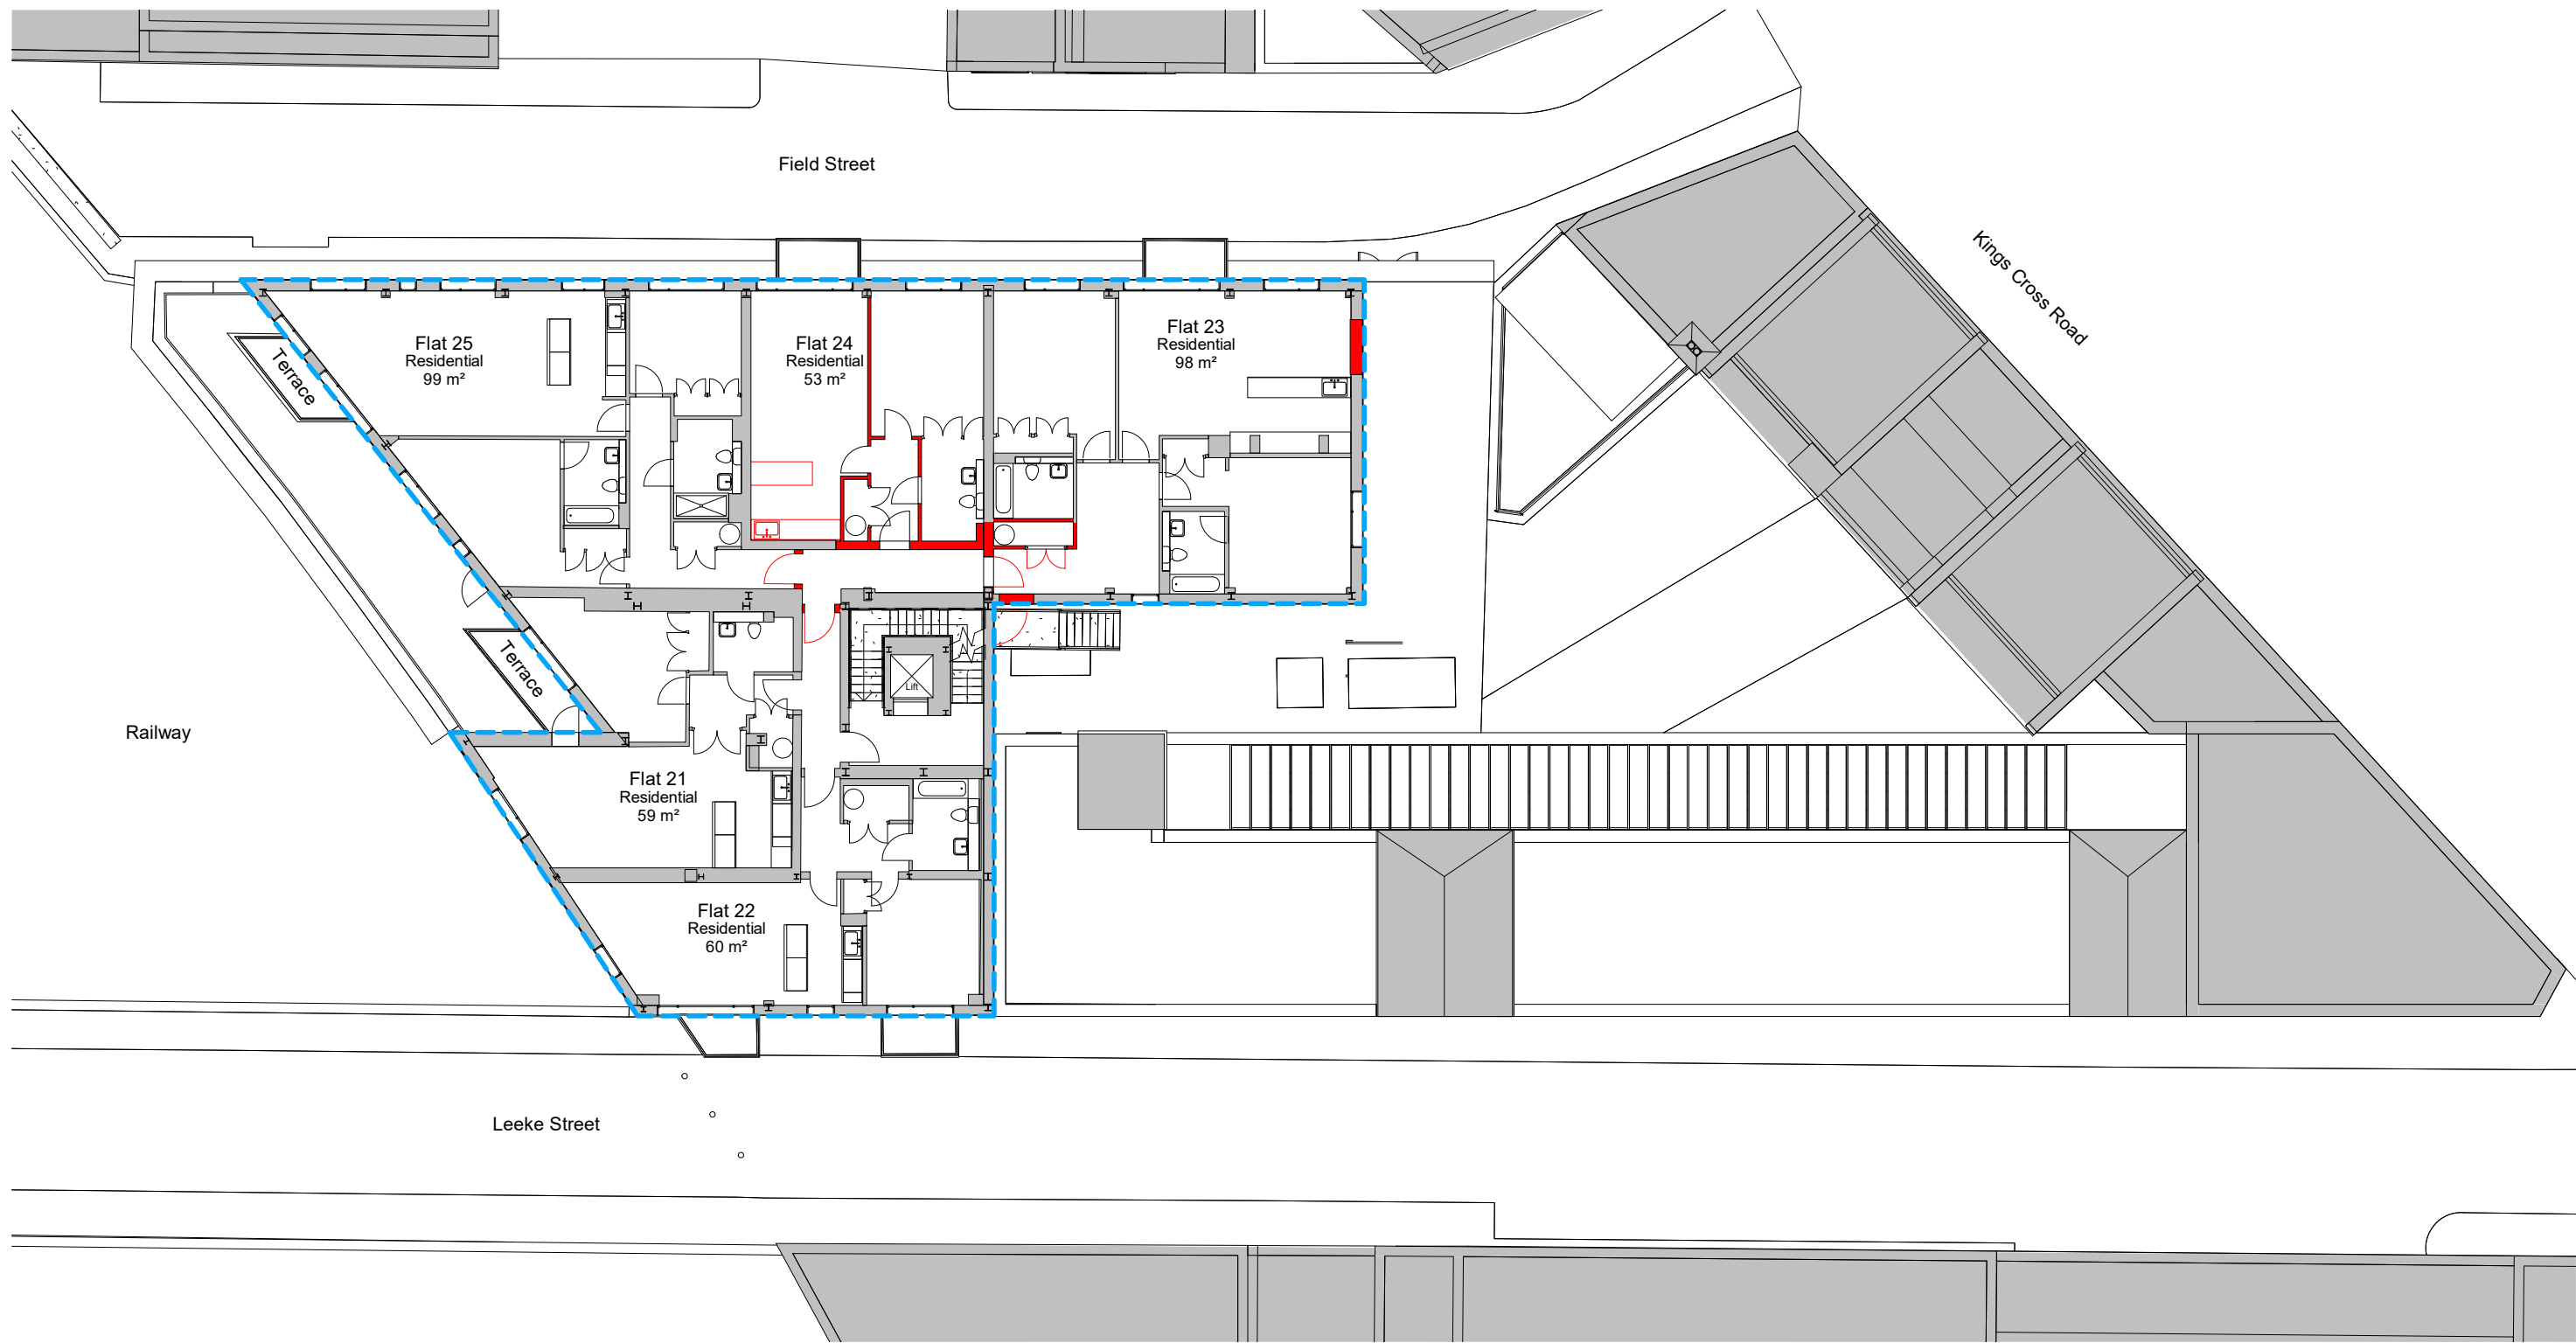 Field Street
Kings Cross Road
Flat 25
Residential
99 m²
Flat 24
Residential
53 m²
Flat 23
Residential
98 m²
Terrace
Terrace
Lift
Railway
Flat 21
Residential
59 m²
Flat 22
Residential
60 m²
Leeke Street